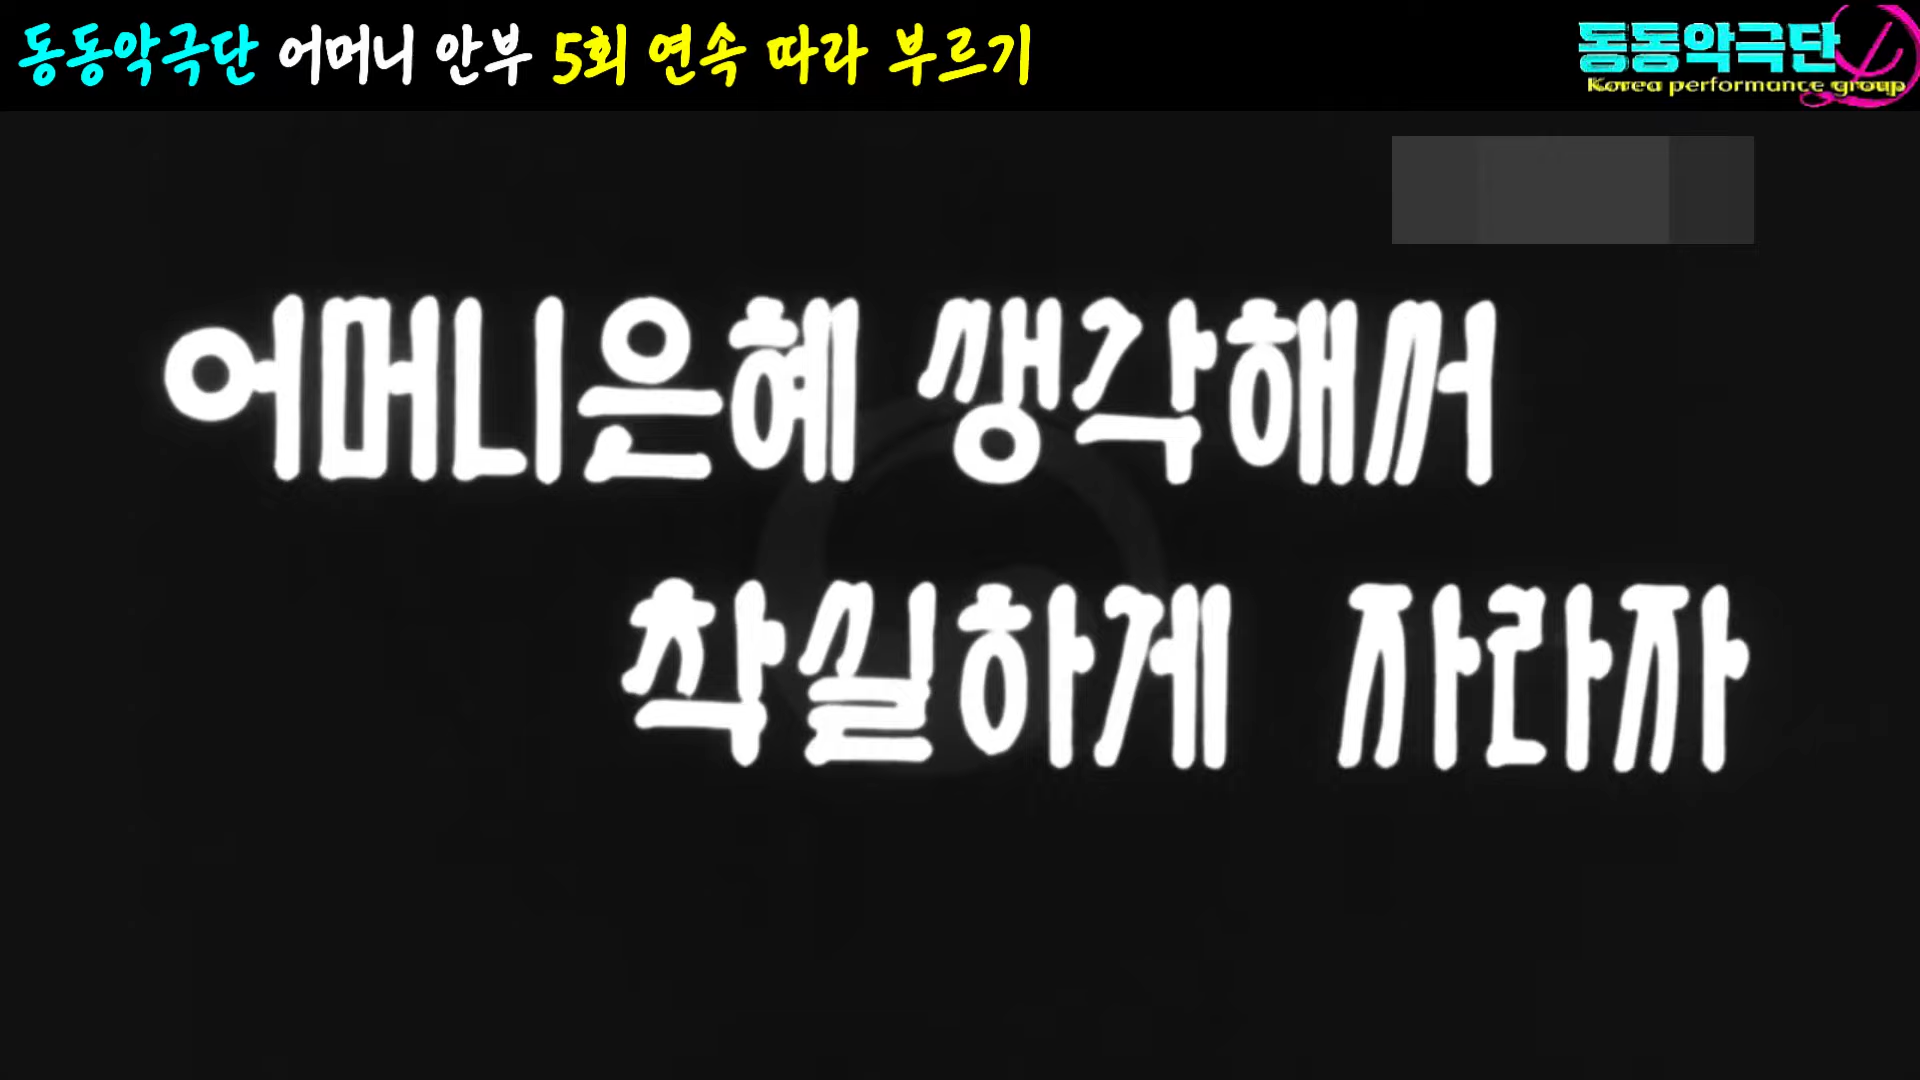 동동악극단 어머니 안부 5회 연속 따라 부르기
동동악극단
Korea performance group
어머니은혜 생각해서
착실하게 자라자